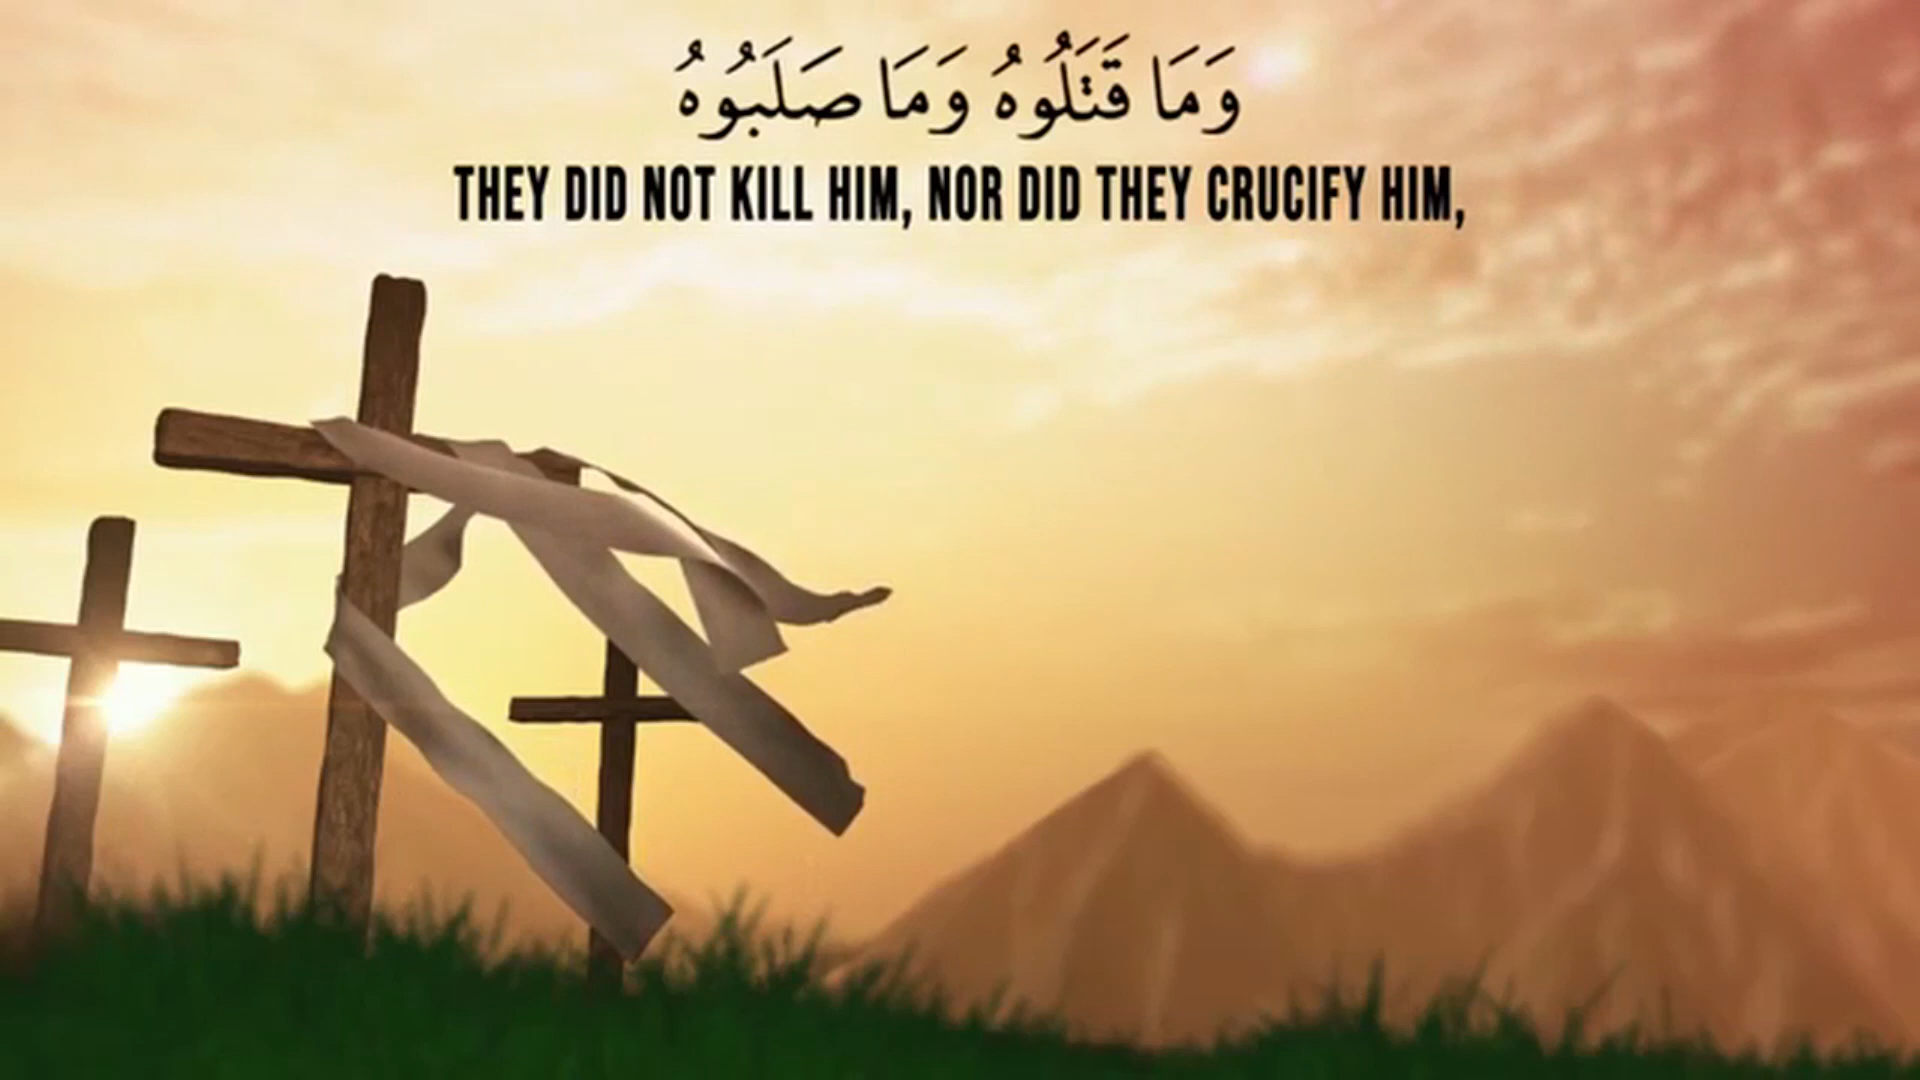 وَمَا قَتَلُوهُ وَمَا صَلَبُوهُ
THEY DID NOT KILL HIM, NOR DID THEY CRUCIFY HIM,